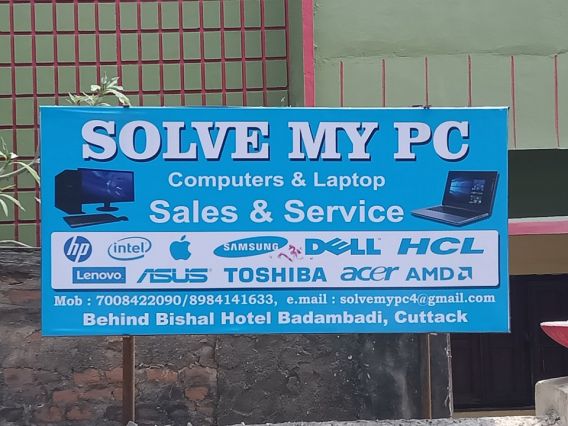 SOLVE MY PC
Computers & Laptop
Sales & Service
hp intel SAMSUNG DELL HCL
Lenovo ASUS TOSHIBA acer AMD
Mob : 7008422090/8984141633, e.mail : solvemypc4@gmail.com
Behind Bishal Hotel Badambadi, Cuttack